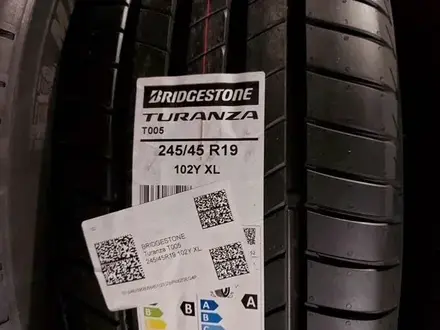 BRIDGESTONE
TURANZA
T005
245/45 R19
102Y XL
BRIDGESTONE
Turanza T005
245/45R19 102Y XL
A
A
B
A
B